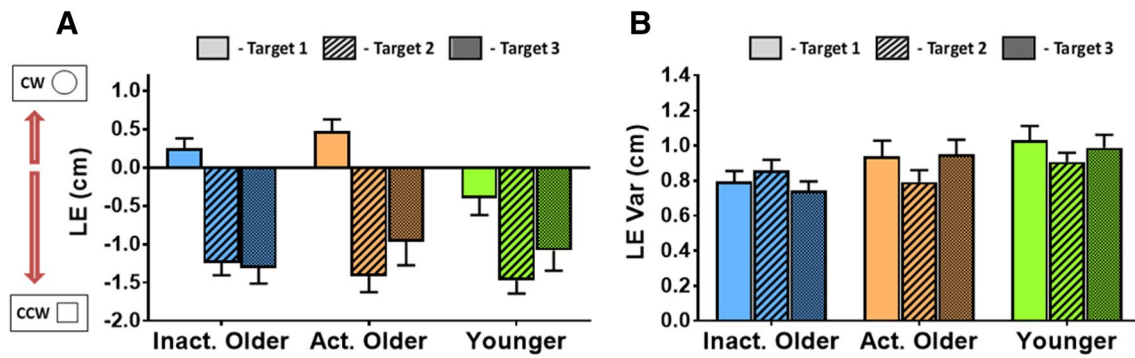 A
- Target 1 - Target 2 - Target 3
CW
CCW
LE (cm)
1.0
0.5
0.0
-0.5
-1.0
-1.5
-2.0
Inact. Older Act. Older Younger
B
- Target 1 - Target 2 - Target 3
LE Var (cm)
1.4
1.2
1.0
0.8
0.6
0.4
0.2
0.0
Inact. Older Act. Older Younger